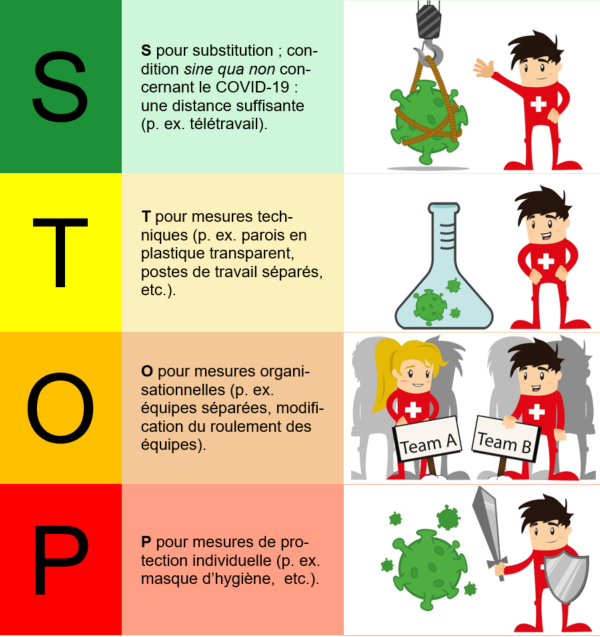 S
S pour substitution ; con-
dition sine qua non con-
cernant le COVID-19 :
une distance suffisante
(p. ex. télétravail).
T
T pour mesures tech-
niques (p. ex. parois en
plastique transparent,
postes de travail séparés,
etc.).
O
O pour mesures organi-
sationnelles (p. ex.
équipes séparées, modifi-
cation du roulement des
équipes).
Team A
Team B
P
P pour mesures de pro-
tection individuelle (p. ex.
masque d’hygiène, etc.).